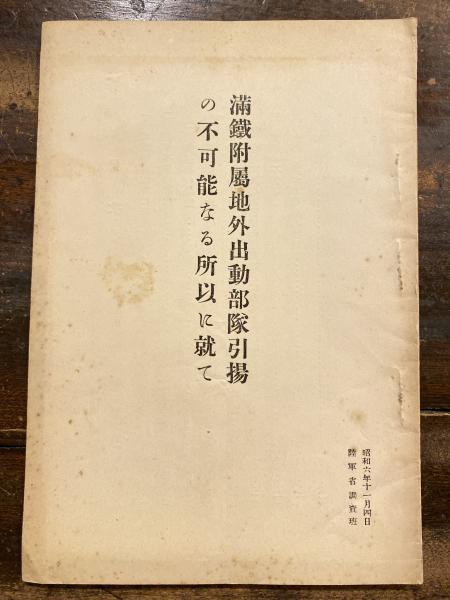 滿鐵附屬地外出動部隊引揚
の不可能なる所以に就て
昭和六年十一月四日
陸軍省調査班